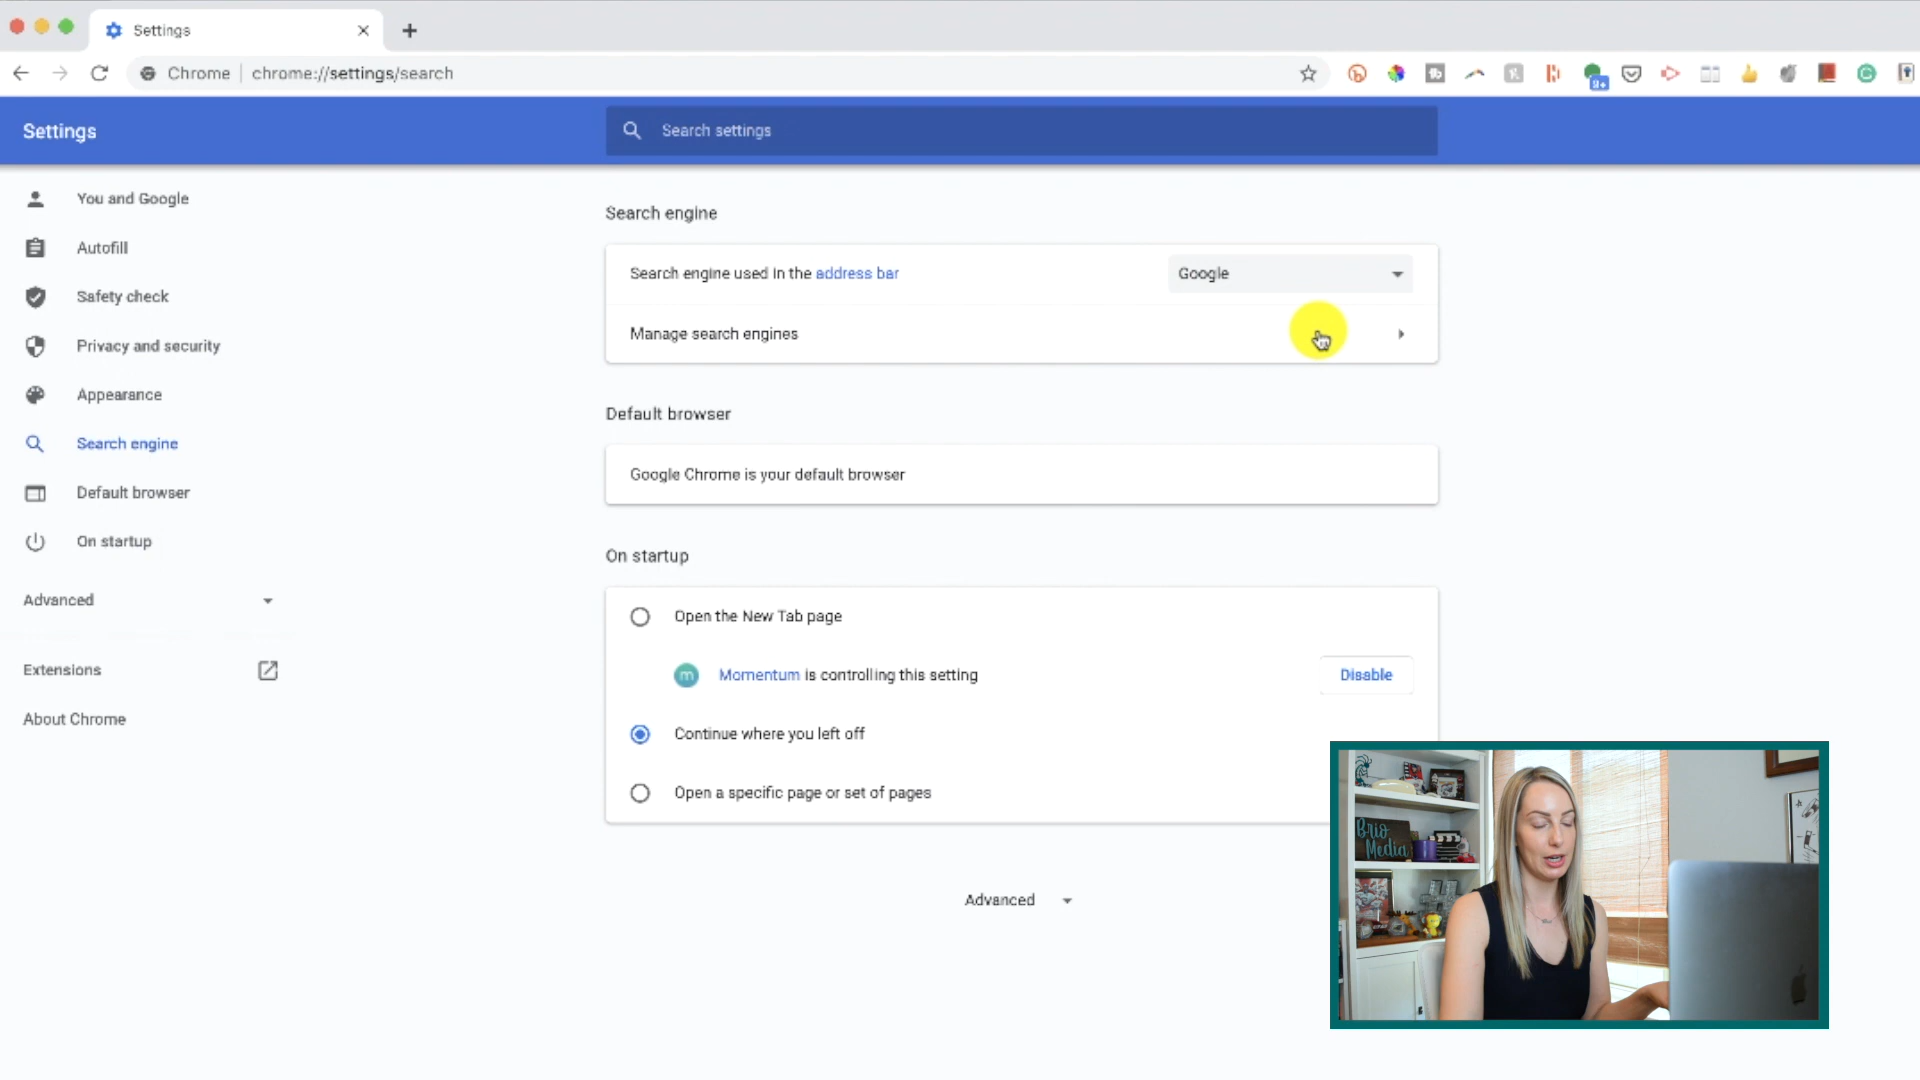 Settings
Chrome
chrome://settings/search
Settings
Search settings
You and Google
Autofill
Safety check
Privacy and security
Appearance
Search engine
Default browser
On startup
Advanced
Extensions
About Chrome
Search engine
Search engine used in the address bar
Google
Manage search engines
Default browser
Google Chrome is your default browser
On startup
Open the New Tab page
m
Momentum is controlling this setting
Disable
Continue where you left off
Open a specific page or set of pages
Advanced
Brio
Media